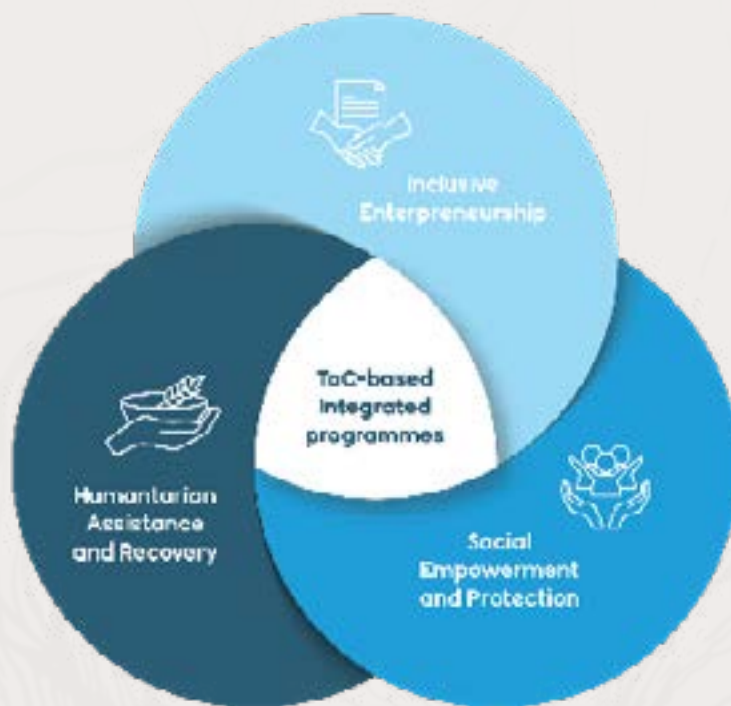 Inclusive
Enterpreneurship
ToC-based
integrated
programmes
Humanitarian
Assistance
and Recovery
Social
Empowerment
and Protection